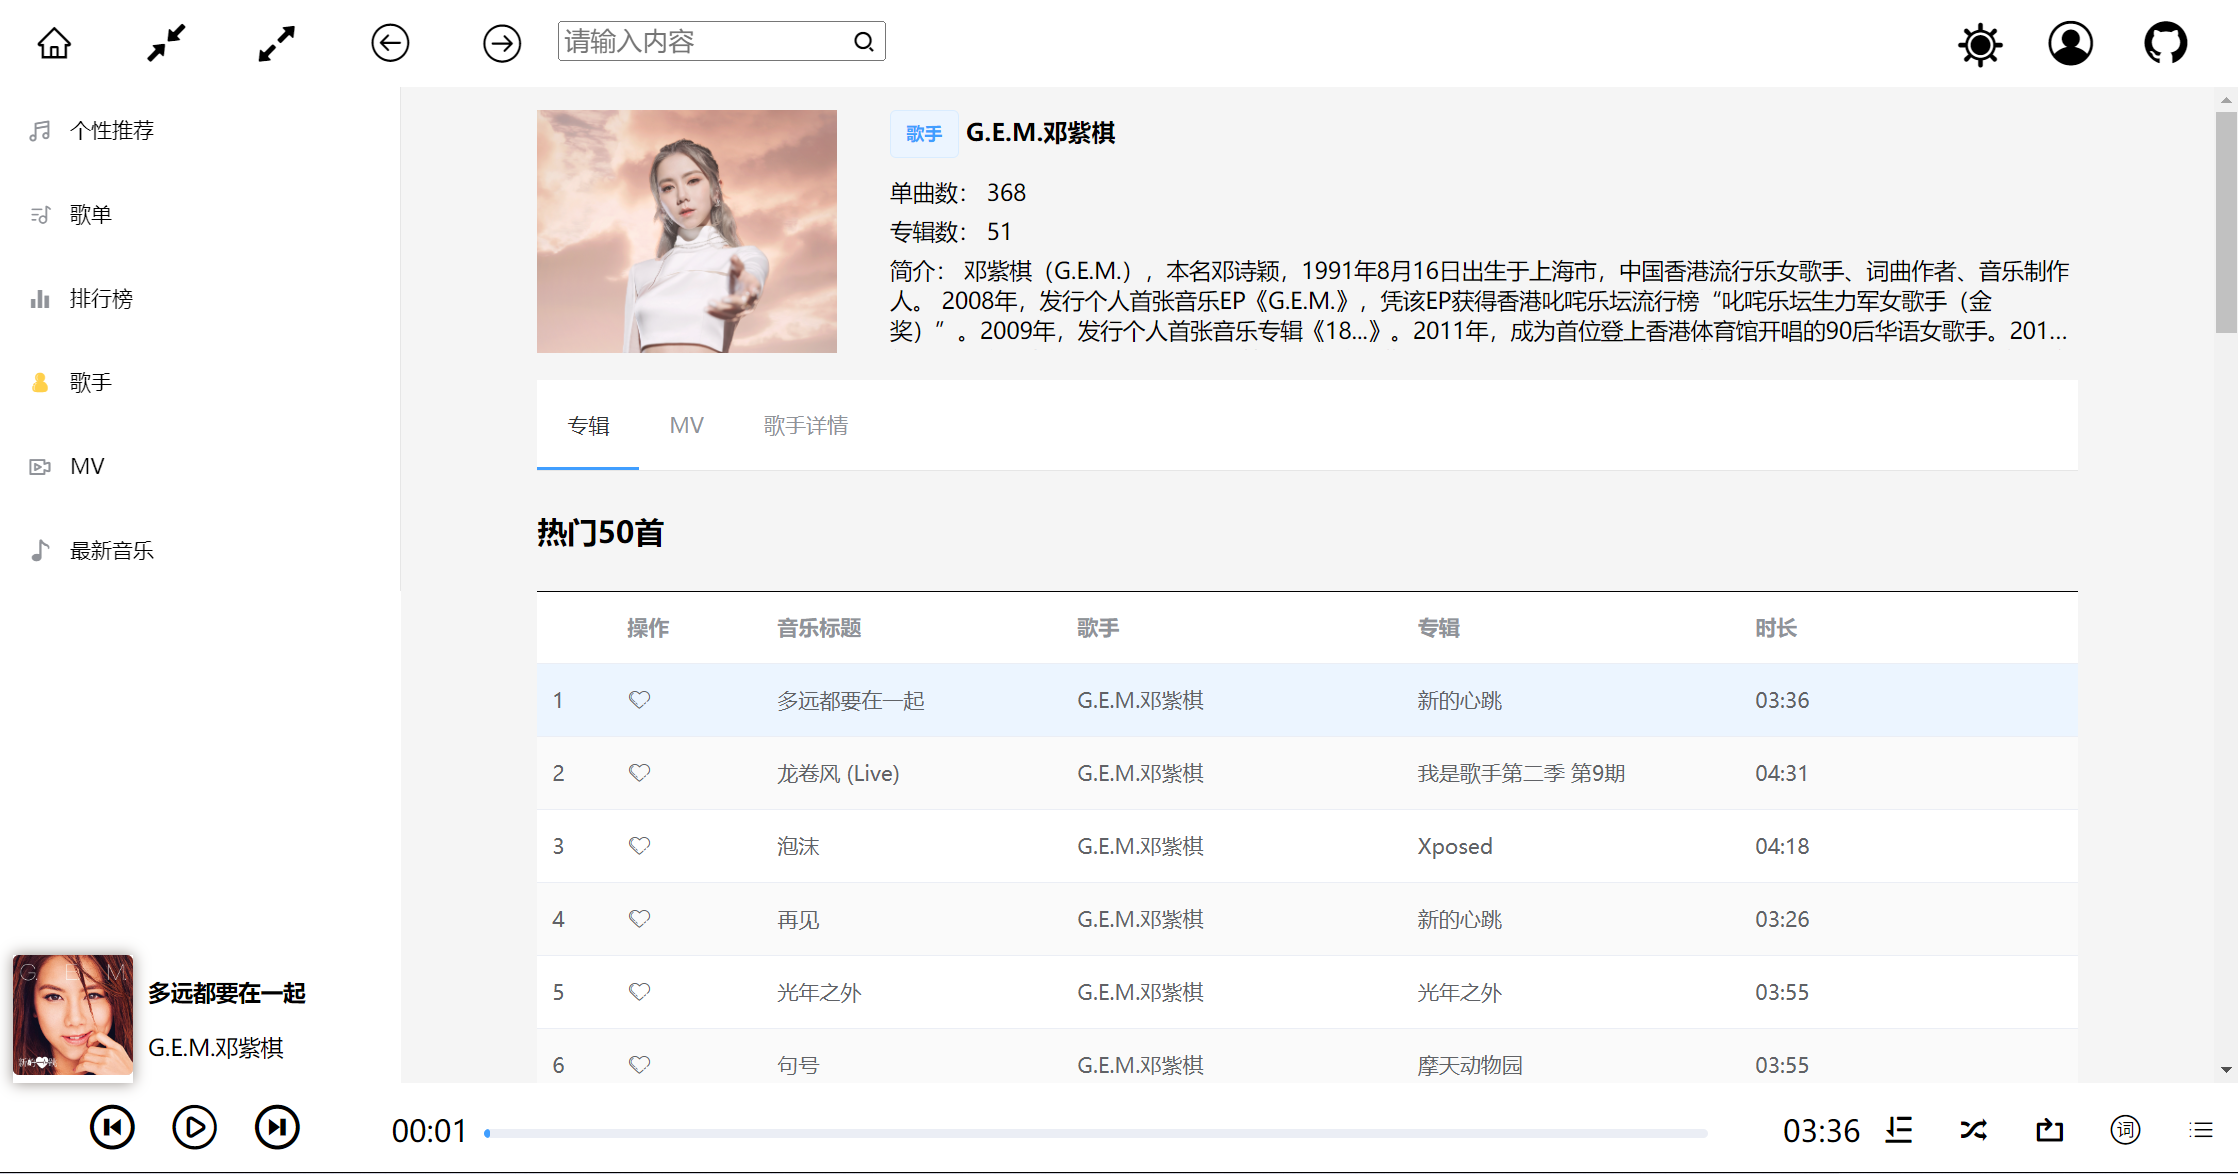 请输入内容
个性推荐
歌单
排行榜
歌手
MV
最新音乐
歌手 G.E.M.邓紫棋
单曲数： 368
专辑数： 51
简介： 邓紫棋（G.E.M.），本名邓诗颖，1991年8月16日出生于上海市，中国香港流行乐女歌手、词曲作者、音乐制作
人。 2008年，发行个人首张音乐EP《G.E.M.》，凭该EP获得香港叱咤乐坛流行榜“叱咤乐坛生力军女歌手（金
奖）”。2009年，发行个人首张音乐专辑《18...》。2011年，成为首位登上香港体育馆开唱的90后华语女歌手。201...
专辑 MV 歌手详情
热门50首
操作 音乐标题 歌手 专辑 时长
1 多远都要在一起 G.E.M.邓紫棋 新的心跳 03:36
2 龙卷风 (Live) G.E.M.邓紫棋 我是歌手第二季 第9期 04:31
3 泡沫 G.E.M.邓紫棋 Xposed 04:18
4 再见 G.E.M.邓紫棋 新的心跳 03:26
5 光年之外 G.E.M.邓紫棋 光年之外 03:55
6 句号 G.E.M.邓紫棋 摩天动物园 03:55
G. E. M.
多远都要在一起
G.E.M.邓紫棋
00:01 03:36 词